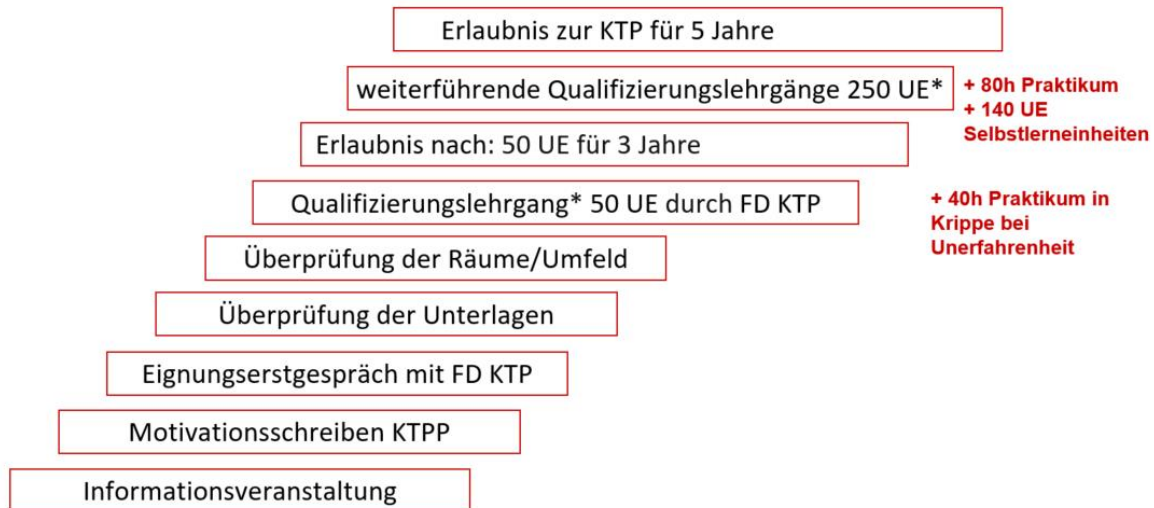 Erlaubnis zur KTP für 5 Jahre
weiterführende Qualifizierungslehrgänge 250 UE*
+ 80h Praktikum
+ 140 UE
Selbstlerneinheiten
Erlaubnis nach: 50 UE für 3 Jahre
Qualifizierungslehrgang* 50 UE durch FD KTP
+ 40h Praktikum in
Krippe bei
Unerfahrenheit
Überprüfung der Räume/Umfeld
Überprüfung der Unterlagen
Eignungserstgespräch mit FD KTP
Motivationsschreiben KTPP
Informationsveranstaltung